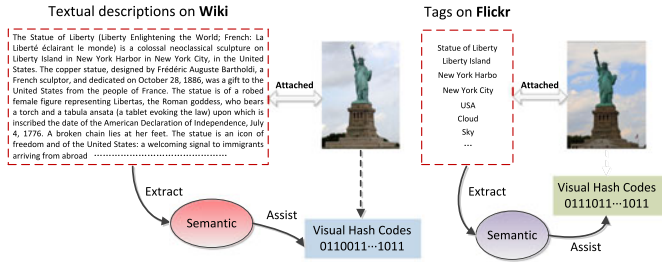 Textual descriptions on Wiki
The Statue of Liberty (Liberty Enlightening the World; French: La
Liberté éclairant le monde) is a colossal neoclassical sculpture on
Liberty Island in New York Harbor in New York City, in the United
States. The copper statue, designed by Frédéric Auguste Bartholdi, a
French sculptor, and dedicated on October 28, 1886, was a gift to the
United States from the people of France. The statue is of a robed
female figure representing Libertas, the Roman goddess, who bears
a torch and a tabula ansata (a tablet evoking the law) upon which is
inscribed the date of the American Declaration of Independence, July
4, 1776. A broken chain lies at her feet. The statue is an icon of
freedom and of the United States: a welcoming signal to immigrants
arriving from abroad ··············································
Attached
Extract
Semantic
Assist
Visual Hash Codes
0110011···1011
Tags on Flickr
Statue of Liberty
Liberty Island
New York Harbo
New York City
USA
Cloud
Sky
...
Attached
Extract
Semantic
Assist
Visual Hash Codes
0111011···1011